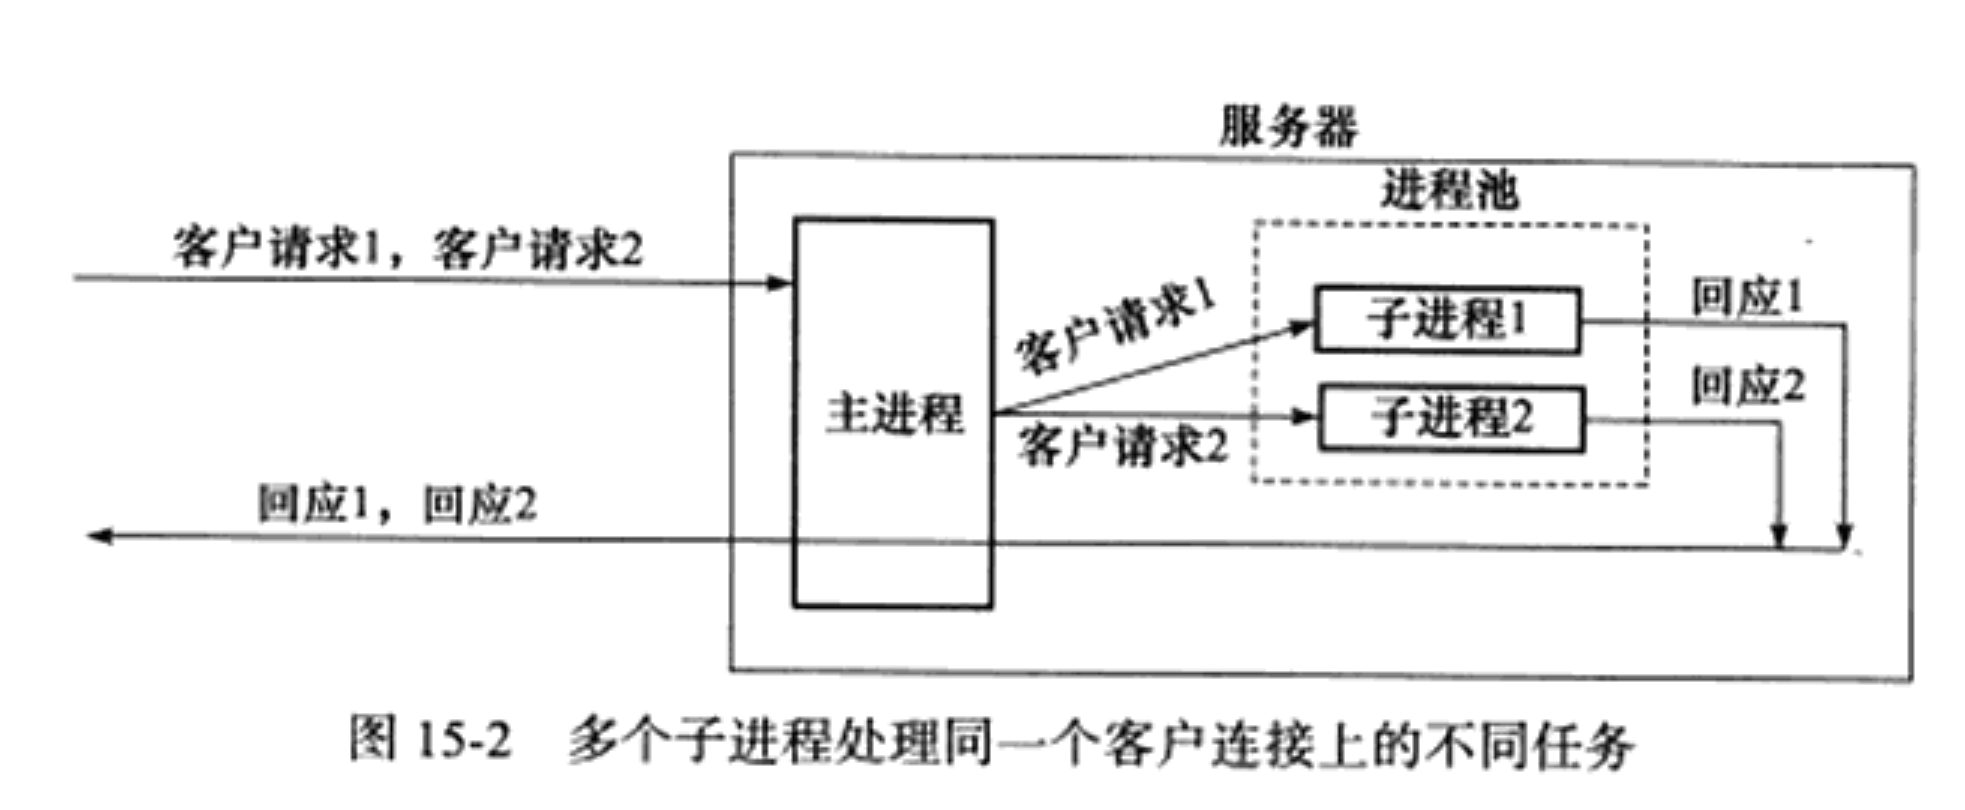 服务器
进程池
客户请求1，客户请求2
客户请求1
子进程1
回应1
主进程
子进程2
回应2
客户请求2
回应1，回应2
图 15-2 多个子进程处理同一个客户连接上的不同任务